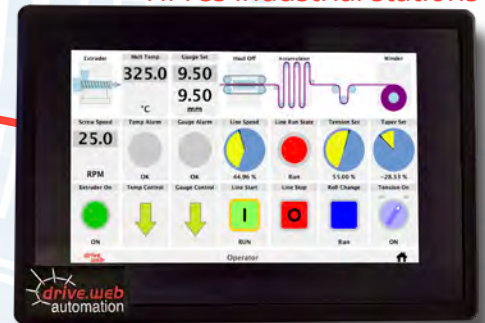 Extruder Melt Temp Gauge Set Haul Off Accumulator Winder
325.0 9.50
9.50
°C mm
Screw Speed Temp Alarm Gauge Alarm Line Speed Line Run State Tension Set Taper Set
25.0
RPM OK OK 44.96 % Run 55.00 % -28.53 %
Extruder On Temp Control Gauge Control Line Start Line Stop Roll Change Tension On
I O
ON RUN Run ON
drive.web Operator
drive.web
automation